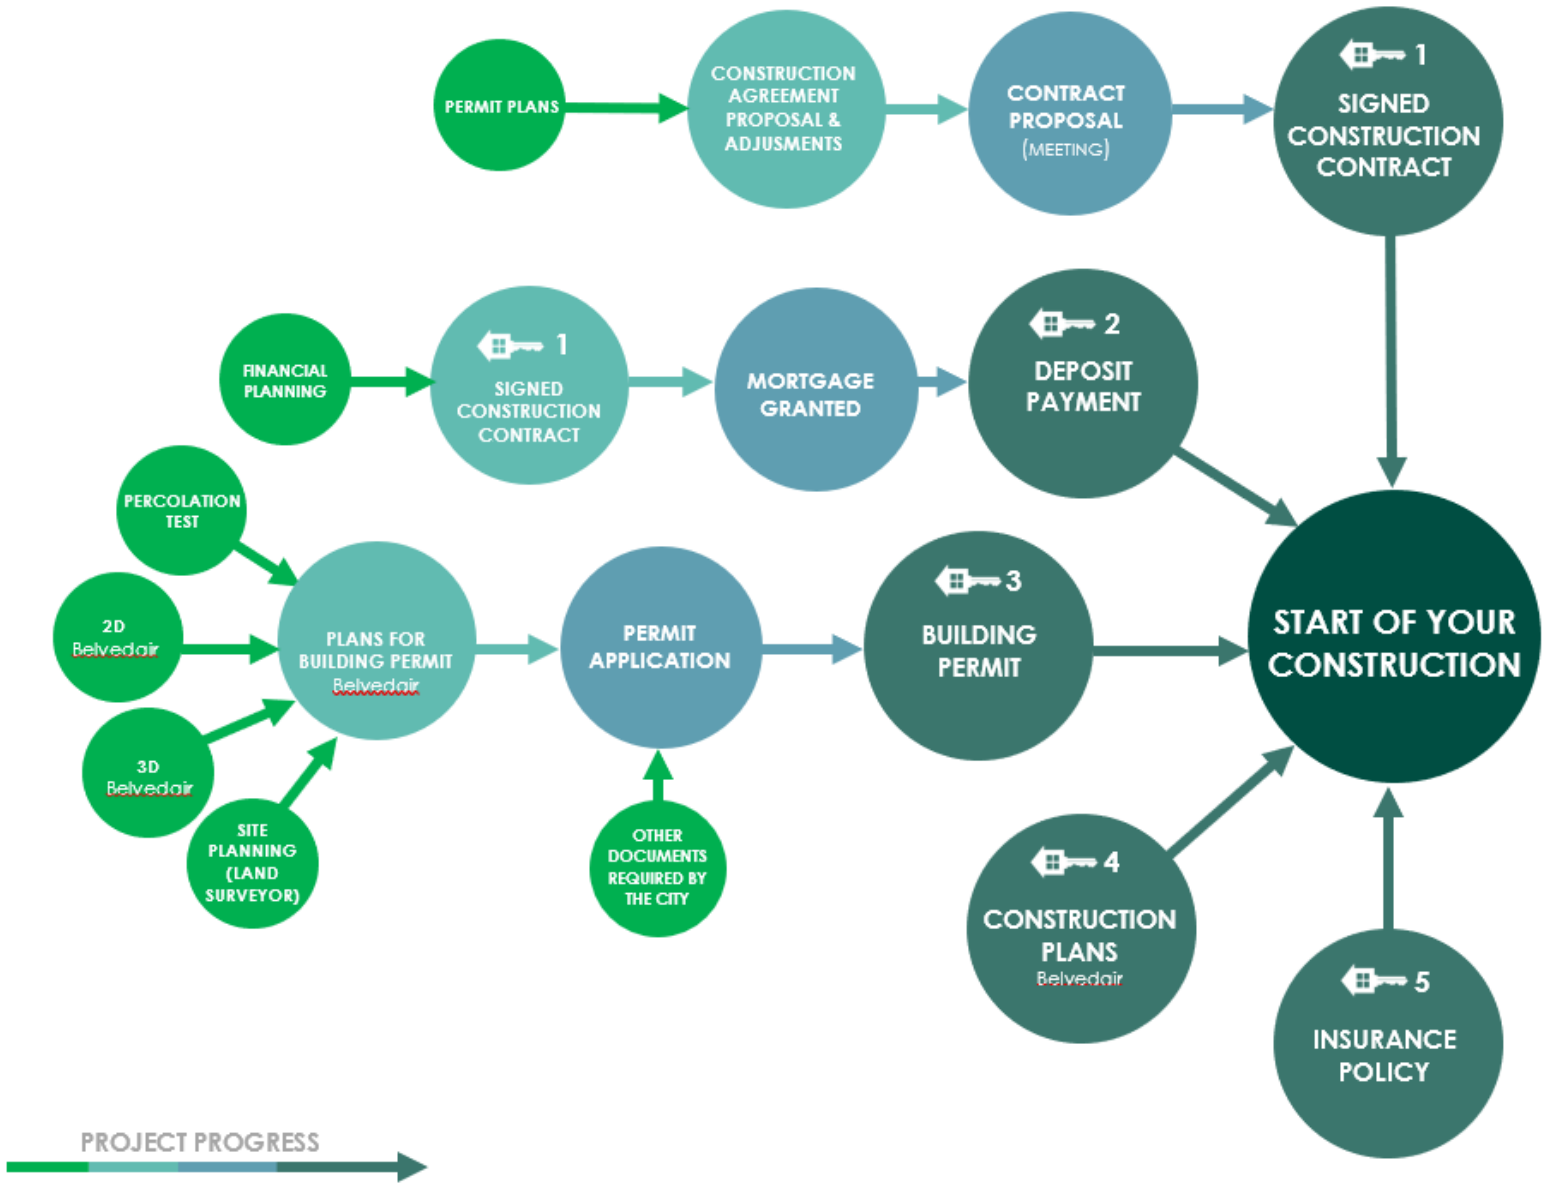 PERMIT PLANS
CONSTRUCTION
AGREEMENT
PROPOSAL &
ADJUSMENTS
CONTRACT
PROPOSAL
(MEETING)
1
SIGNED
CONSTRUCTION
CONTRACT
FINANCIAL
PLANNING
1
SIGNED
CONSTRUCTION
CONTRACT
MORTGAGE
GRANTED
2
DEPOSIT
PAYMENT
PERCOLATION
TEST
2D
Belvedair
3D
Belvedair
SITE
PLANNING
(LAND
SURVEYOR)
PLANS FOR
BUILDING PERMIT
Belvedair
PERMIT
APPLICATION
OTHER
DOCUMENTS
REQUIRED BY
THE CITY
3
BUILDING
PERMIT
START OF YOUR
CONSTRUCTION
4
CONSTRUCTION
PLANS
Belvedair
5
INSURANCE
POLICY
PROJECT PROGRESS